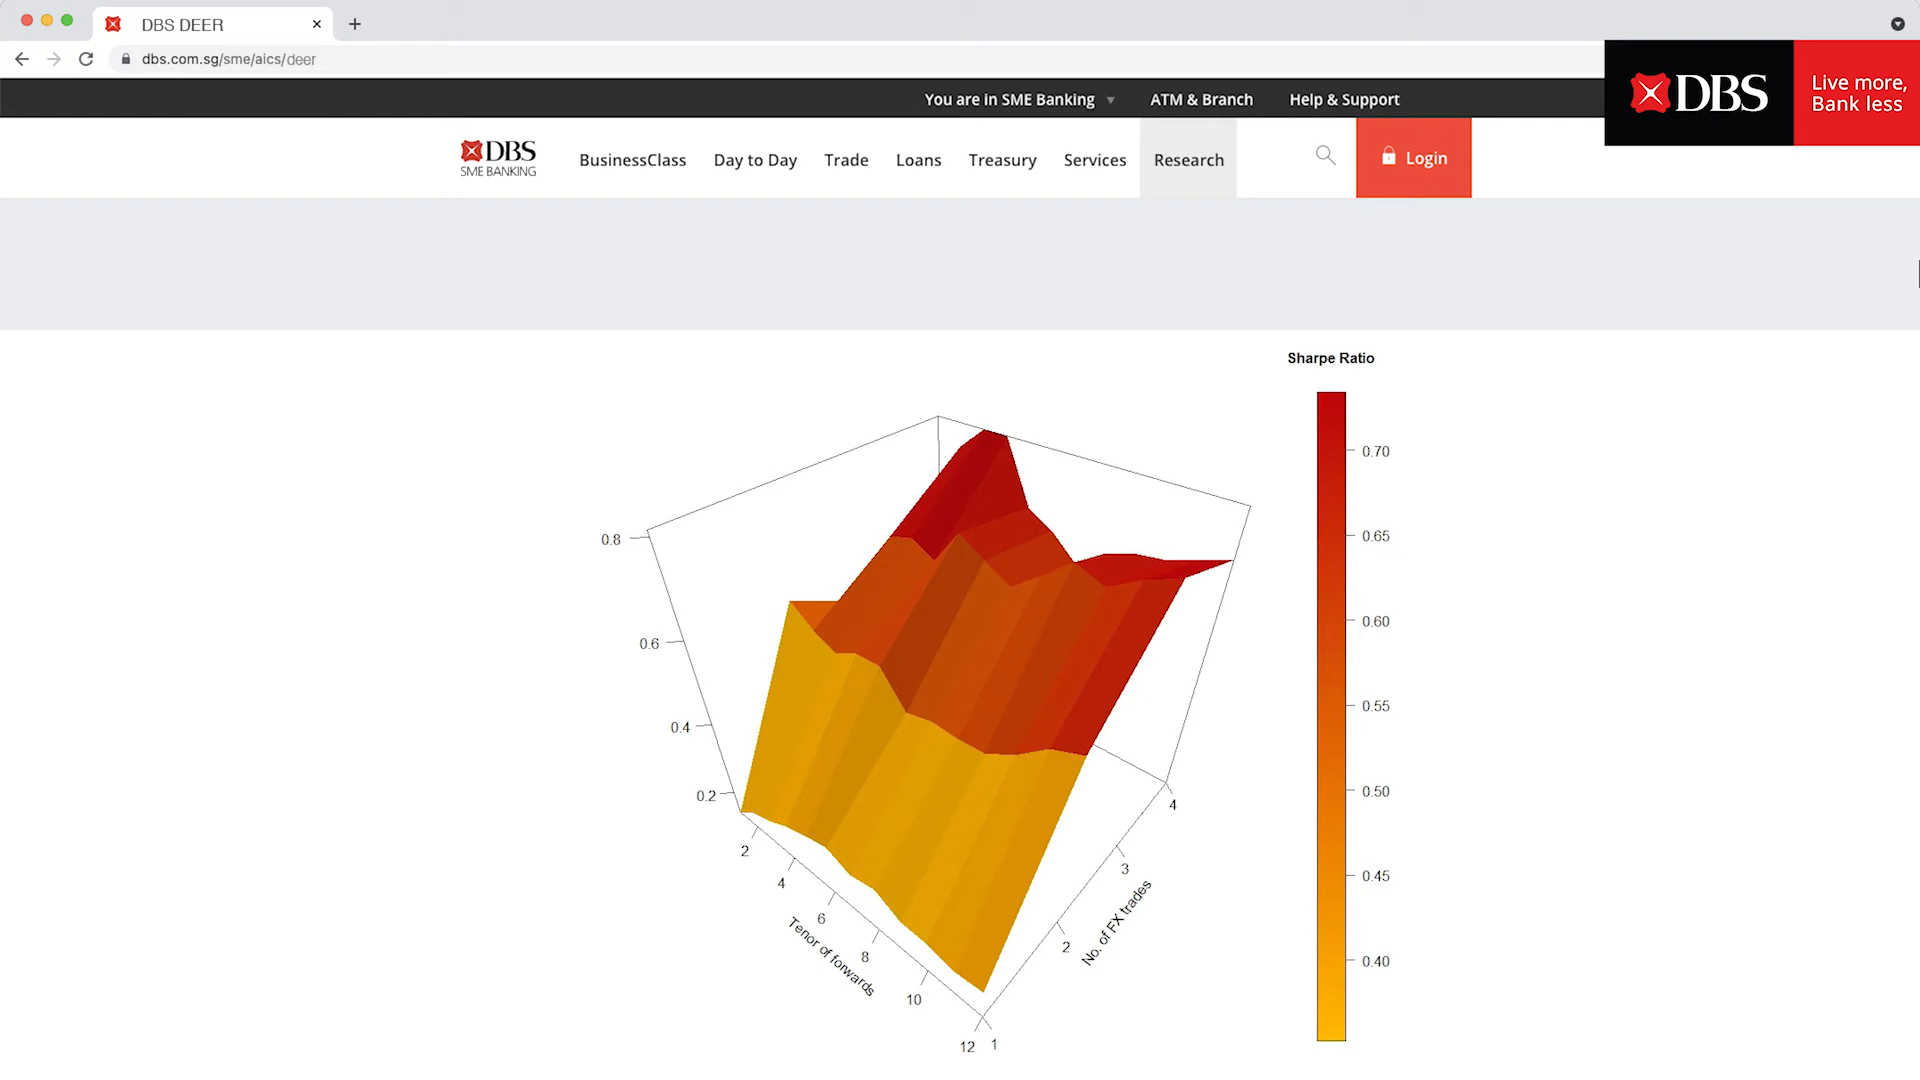 DBS DEER
dbs.com.sg/sme/aics/deer
You are in SME Banking
ATM & Branch
Help & Support
DBS
Live more,
Bank less
DBS
SME BANKING
BusinessClass
Day to Day
Trade
Loans
Treasury
Services
Research
Login
Sharpe Ratio
0.70
0.65
0.60
0.55
0.50
0.45
0.40
0.8
0.6
0.4
0.2
2
4
6
8
10
12
Tenor of forwards
1
2
3
4
No. of FX trades